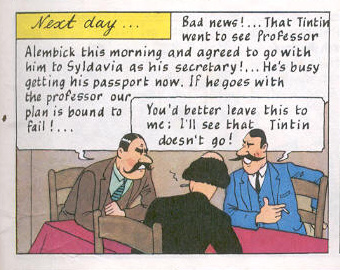 Next day...
Bad news!... That Tintin
went to see Professor
Alembick this morning and agreed to go with
him to Syldavia as his secretary!... He's busy
getting his passport now. If he goes with
the professor our
plan is bound to
fail!...
You'd better leave this to
me; I'll see that Tintin
doesn't go!